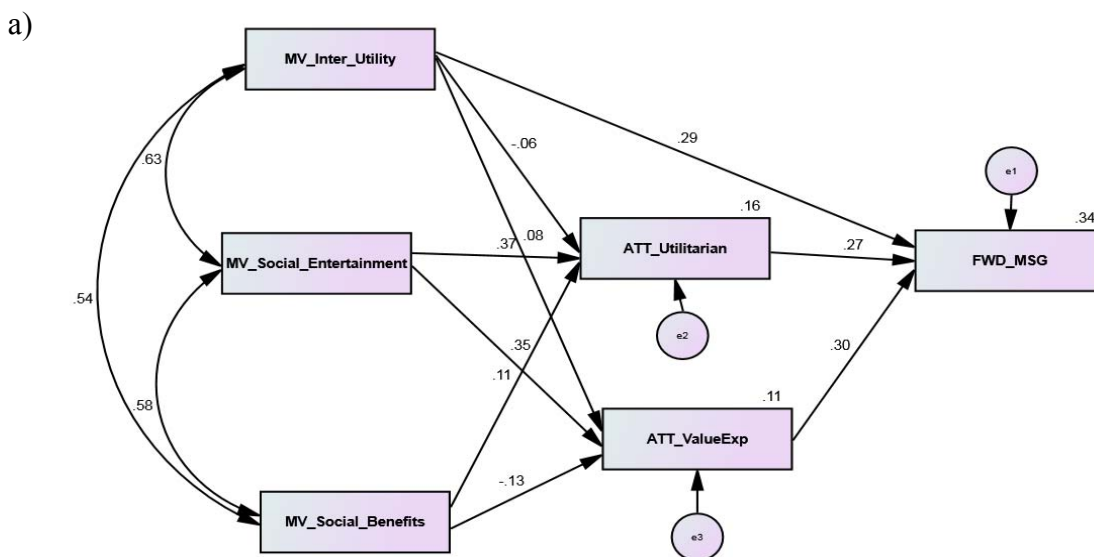 a)
MV_Inter_Utility
.63
-.06
.29
e1
.16
.34
.37
.08
ATT_Utilitarian
.27
FWD_MSG
MV_Social_Entertainment
.54
e2
.35
.30
.11
.58
.11
ATT_ValueExp
-.13
MV_Social_Benefits
e3